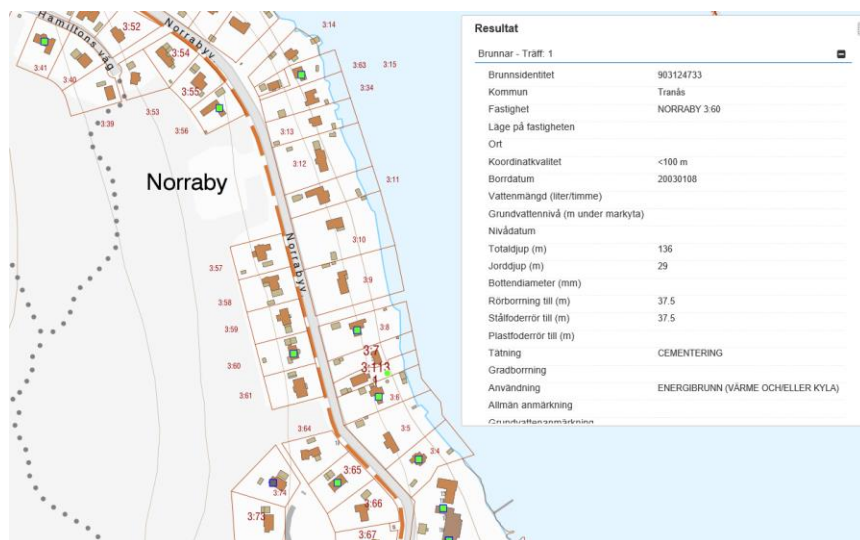 Hamiltons väg
3:52
Norrabyv.
3:14
3:54
3:41
3:40
3:63
3:15
3:55
3:34
3:39
3:53
3:56
3:13
3:12
Norraby
3:11
Norrabyv.
3:10
3:57
3:9
3:58
3:59
3:8
3:7
3:60
3:113
1
3:61
3:6
3:64
3:5
3:4
3:65
3:74
3:66
3:73
3:67
Resultat
Brunnar - Träff: 1
Brunnsidentitet 903124733
Kommun Tranås
Fastighet NORRABY 3:60
Läge på fastigheten
Ort
Koordinatkvalitet <100 m
Borrdatum 20030108
Vattenmängd (liter/timme)
Grundvattennivå (m under markyta)
Nivådatum
Totaldjup (m) 136
Jorddjup (m) 29
Bottendiameter (mm)
Rörborrning till (m) 37.5
Stålfoderrör till (m) 37.5
Plastfoderrör till (m)
Tätning CEMENTERING
Gradborrning
Användning ENERGIBRUNN (VÄRME OCH/ELLER KYLA)
Allmän anmärkning
Grundvattenanmärkning